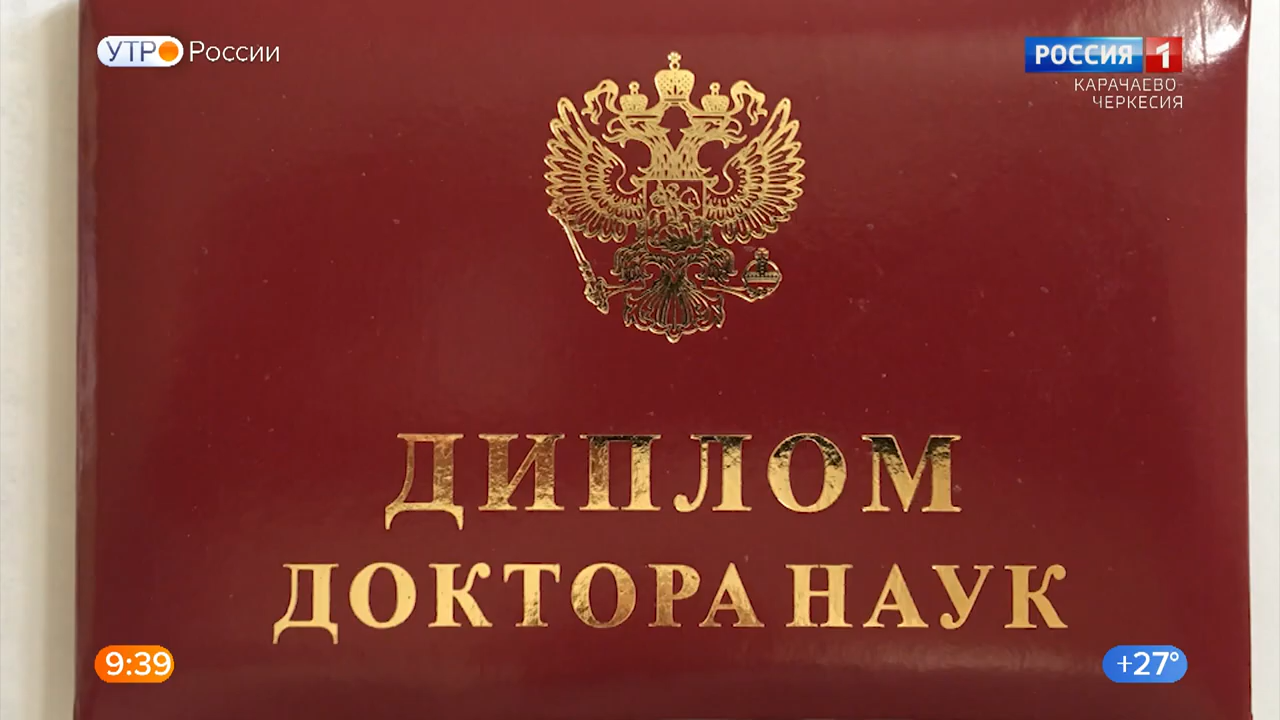 УТРО России
РОССИЯ 1
КАРАЧАЕВО-
ЧЕРКЕСИЯ
ДИПЛОМ
ДОКТОРА НАУК
9:39
+27°